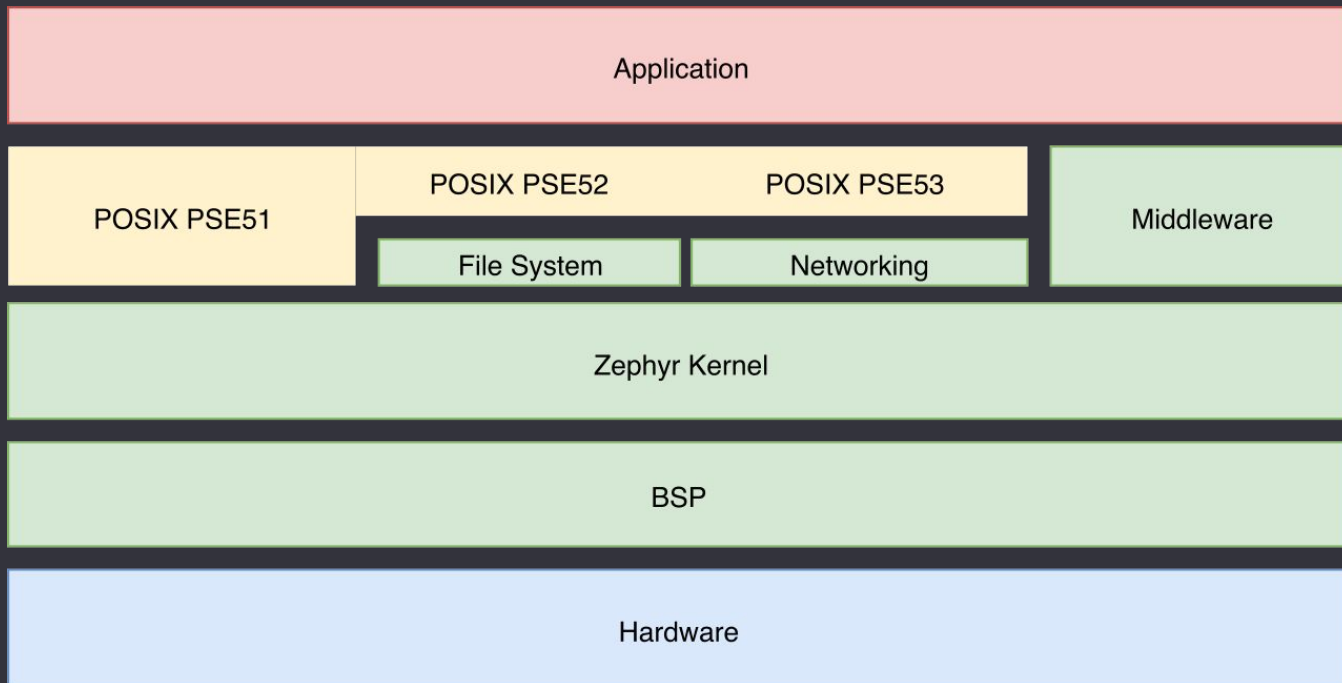 Application
POSIX PSE51
POSIX PSE52
POSIX PSE53
Middleware
File System
Networking
Zephyr Kernel
BSP
Hardware